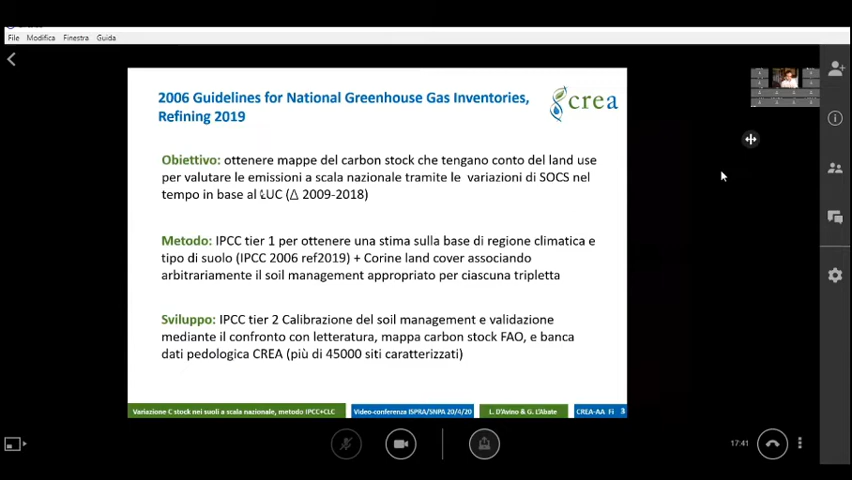 File Modifica Finestra Guida
2006 Guidelines for National Greenhouse Gas Inventories,
Refining 2019
crea
Obiettivo: ottenere mappe del carbon stock che tengano conto del land use
per valutare le emissioni a scala nazionale tramite le variazioni di SOCS nel
tempo in base al LUC (Δ 2009-2018)
Metodo: IPCC tier 1 per ottenere una stima sulla base di regione climatica e
tipo di suolo (IPCC 2006 ref2019) + Corine land cover associando
arbitrariamente il soil management appropriato per ciascuna tripletta
Sviluppo: IPCC tier 2 Calibrazione del soil management e validazione
mediante il confronto con letteratura, mappa carbon stock FAO, e banca
dati pedologica CREA (più di 45000 siti caratterizzati)
Variazione C stock nei suoli a scala nazionale, metodo IPCC+CLC Video-conferenza ISPRA/SNPA 20/4/20 L. D'Avino & G. L'Abate CREA-AA Fi 3
17:41